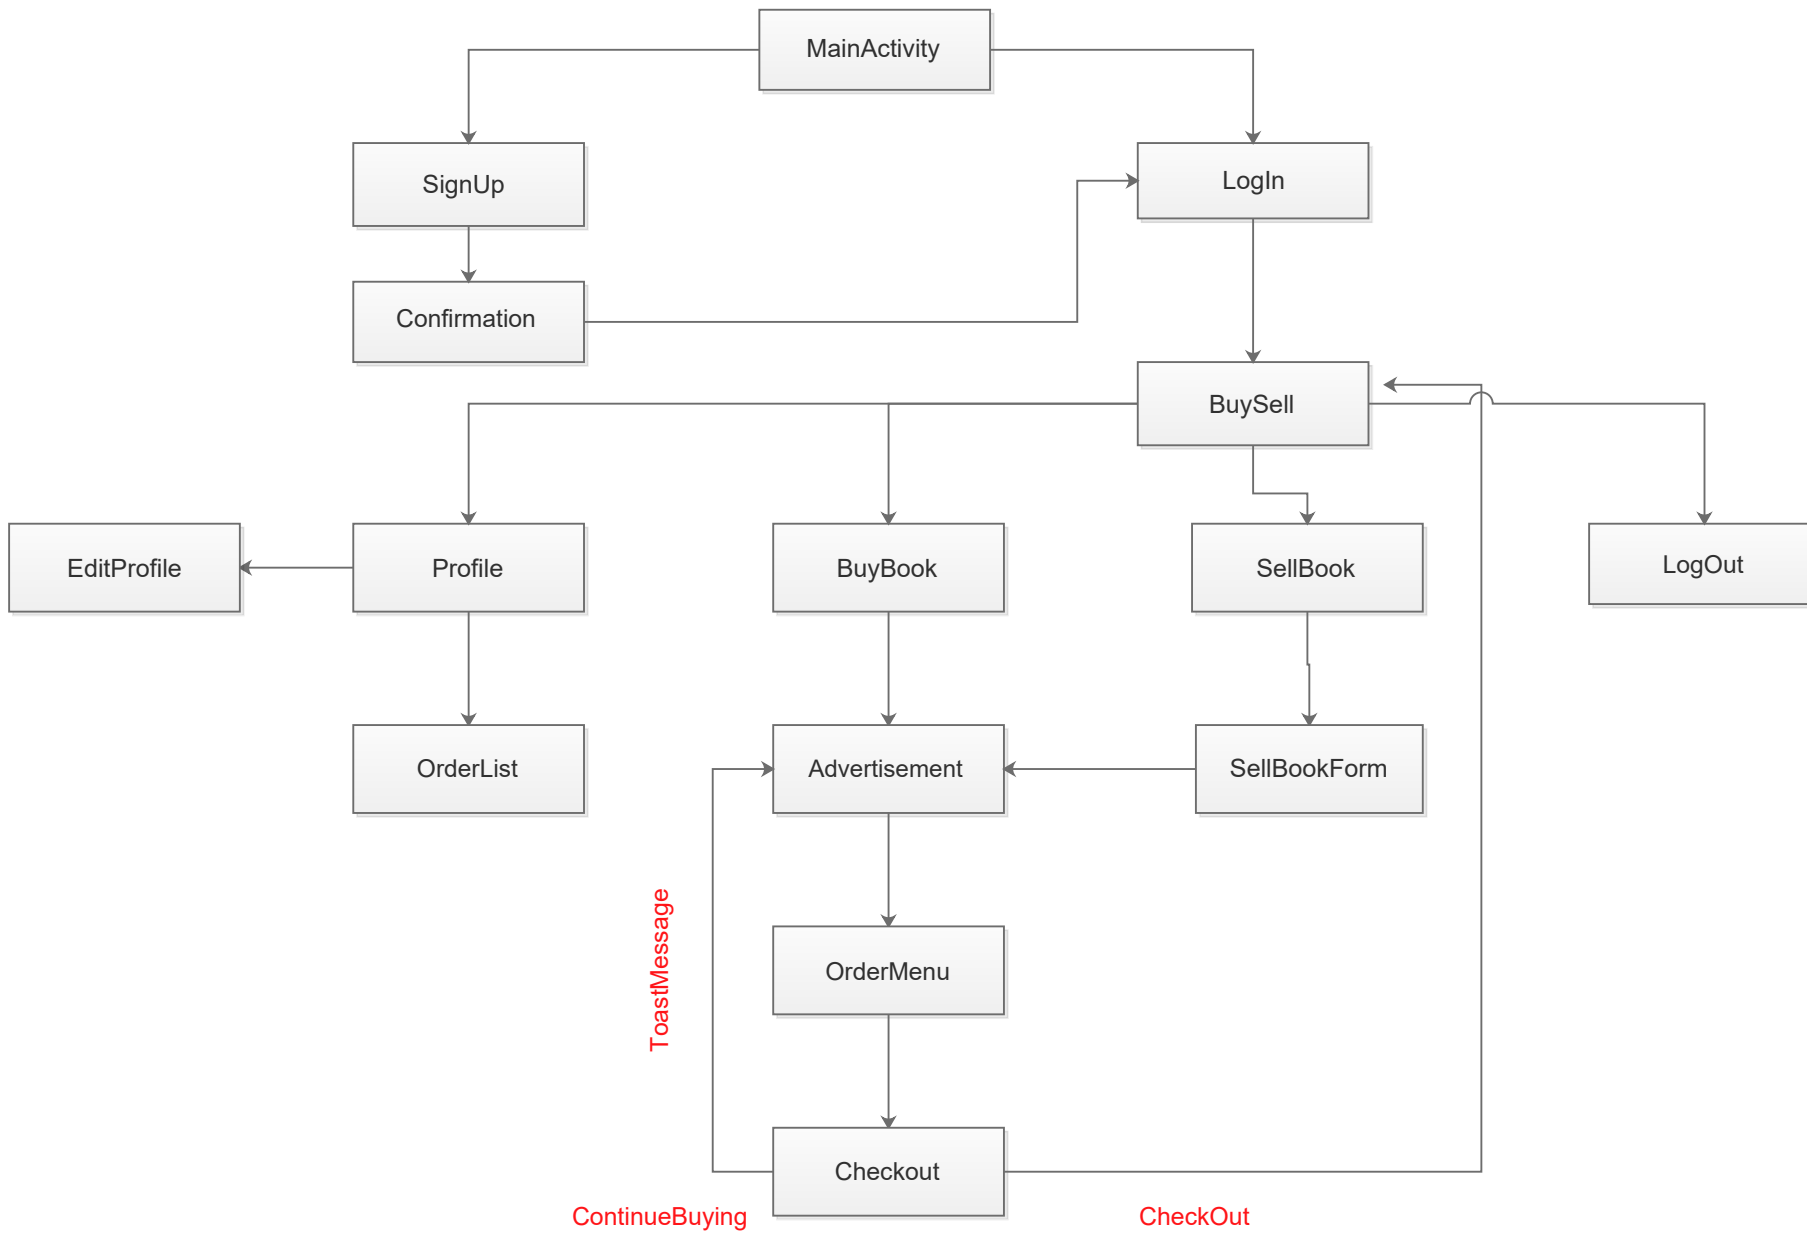 MainActivity
SignUp
LogIn
Confirmation
BuySell
EditProfile
Profile
BuyBook
SellBook
LogOut
OrderList
Advertisement
SellBookForm
ToastMessage
OrderMenu
Checkout
ContinueBuying
CheckOut